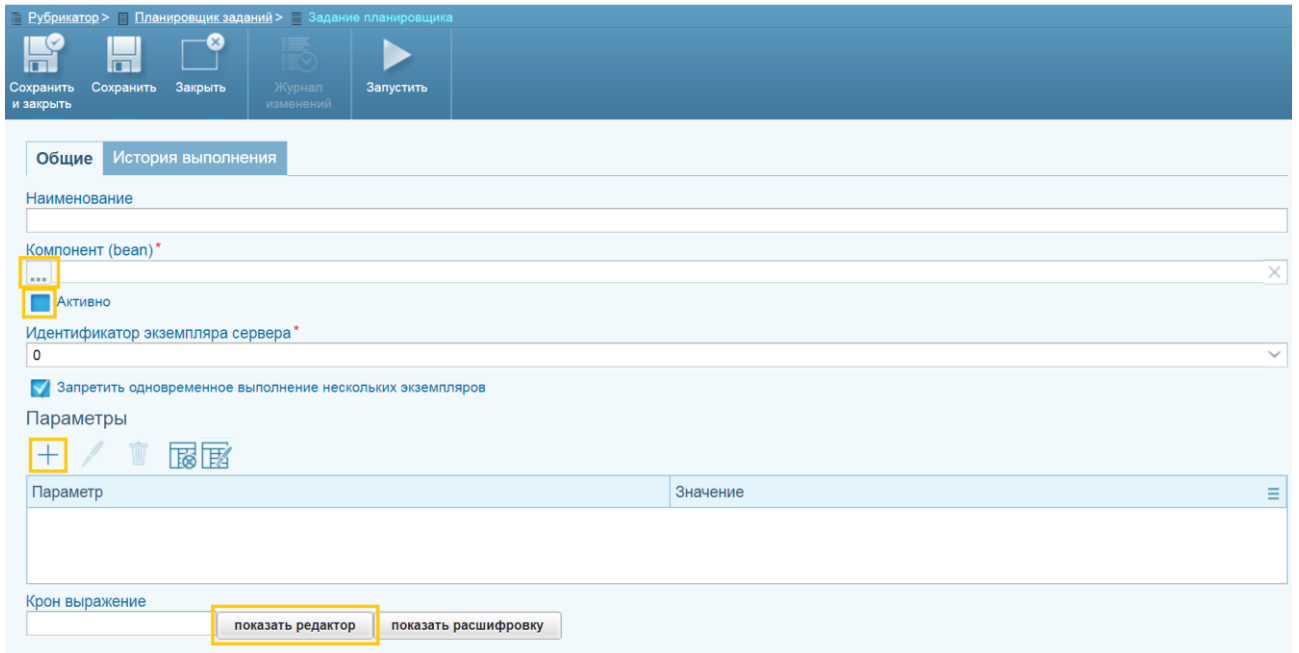 Рубрикатор > Планировщик заданий > Задание планировщика
Сохранить и закрыть
Сохранить
Закрыть
Журнал изменений
Запустить
Общие
История выполнения
Наименование
Компонент (bean) *
...
Активно
Идентификатор экземпляра сервера *
0
Запретить одновременное выполнение нескольких экземпляров
Параметры
Параметр Значение
Крон выражение
показать редактор показать расшифровку